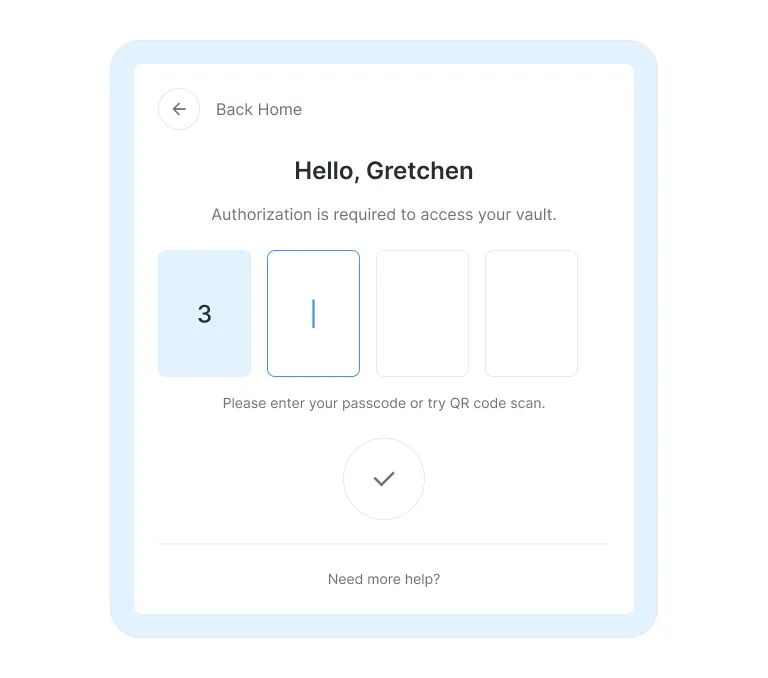 Back Home
Hello, Gretchen
Authorization is required to access your vault.
3
Please enter your passcode or try QR code scan.
Need more help?